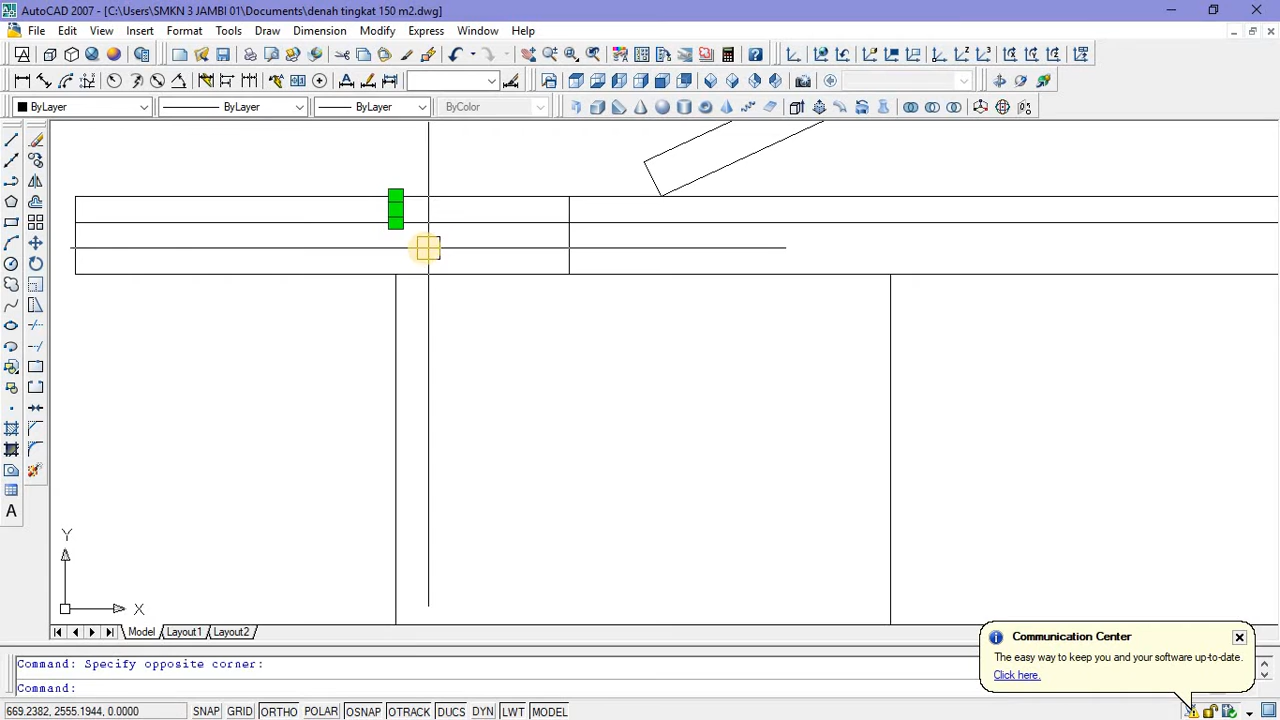 AutoCAD 2007 - [C:\Users\SMKN 3 JAMBI 01\Documents\denah tingkat 150 m2.dwg]
File Edit View Insert Format Tools Draw Dimension Modify Express Window Help
ByLayer ByLayer ByLayer ByColor
A
Y
X
Model Layout1 Layout2
Command: Specify opposite corner:
Command:
Communication Center
The easy way to keep you and your software up-to-date.
Click here.
669.2382, 2555.1944, 0.0000 SNAP GRID ORTHO POLAR OSNAP OTRACK DUCS DYN LWT MODEL